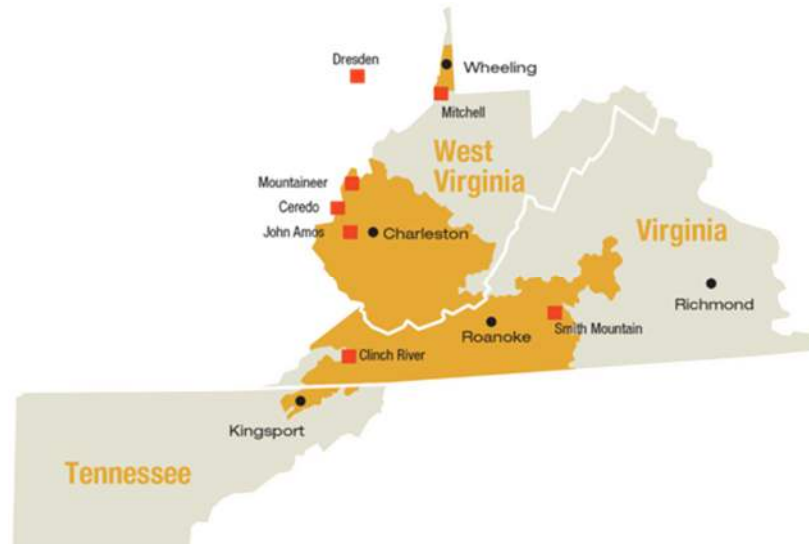 Dresden
Wheeling
Mitchell
West
Virginia
Mountaineer
Ceredo
John Amos
Charleston
Virginia
Richmond
Roanoke
Smith Mountain
Clinch River
Kingsport
Tennessee